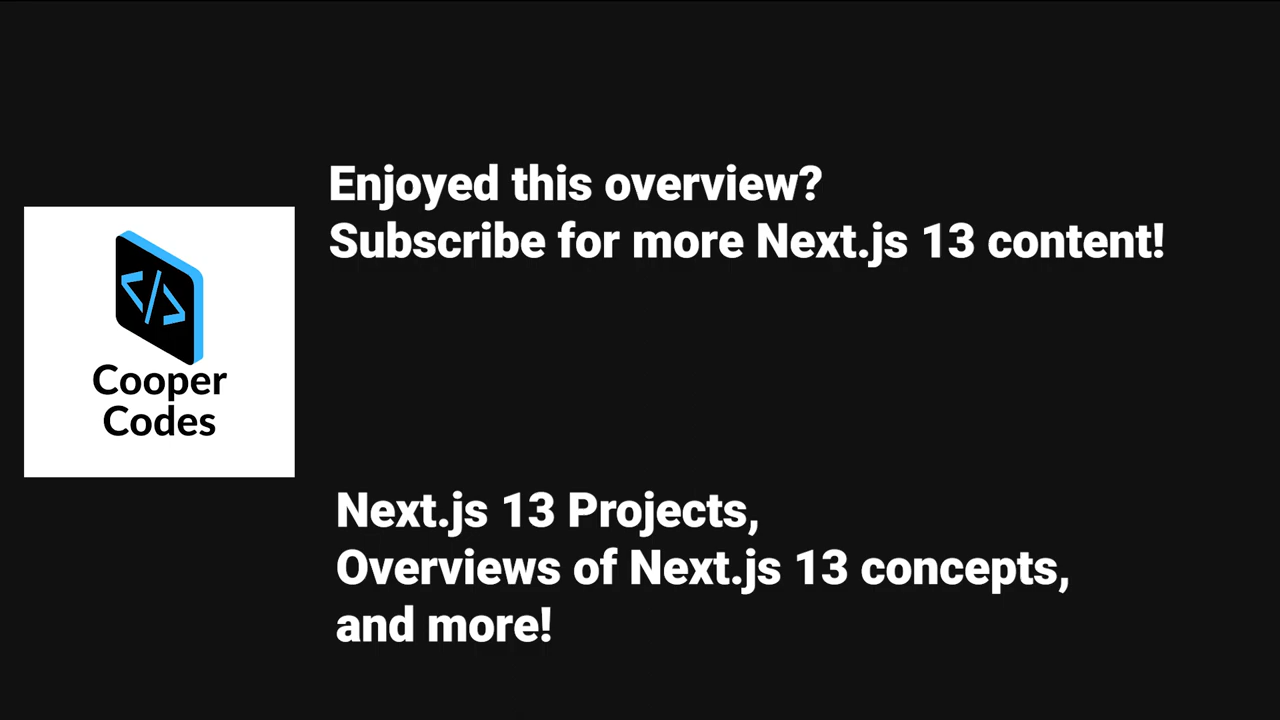 Enjoyed this overview?
Subscribe for more Next.js 13 content!
</>
Cooper
Codes
Next.js 13 Projects,
Overviews of Next.js 13 concepts,
and more!